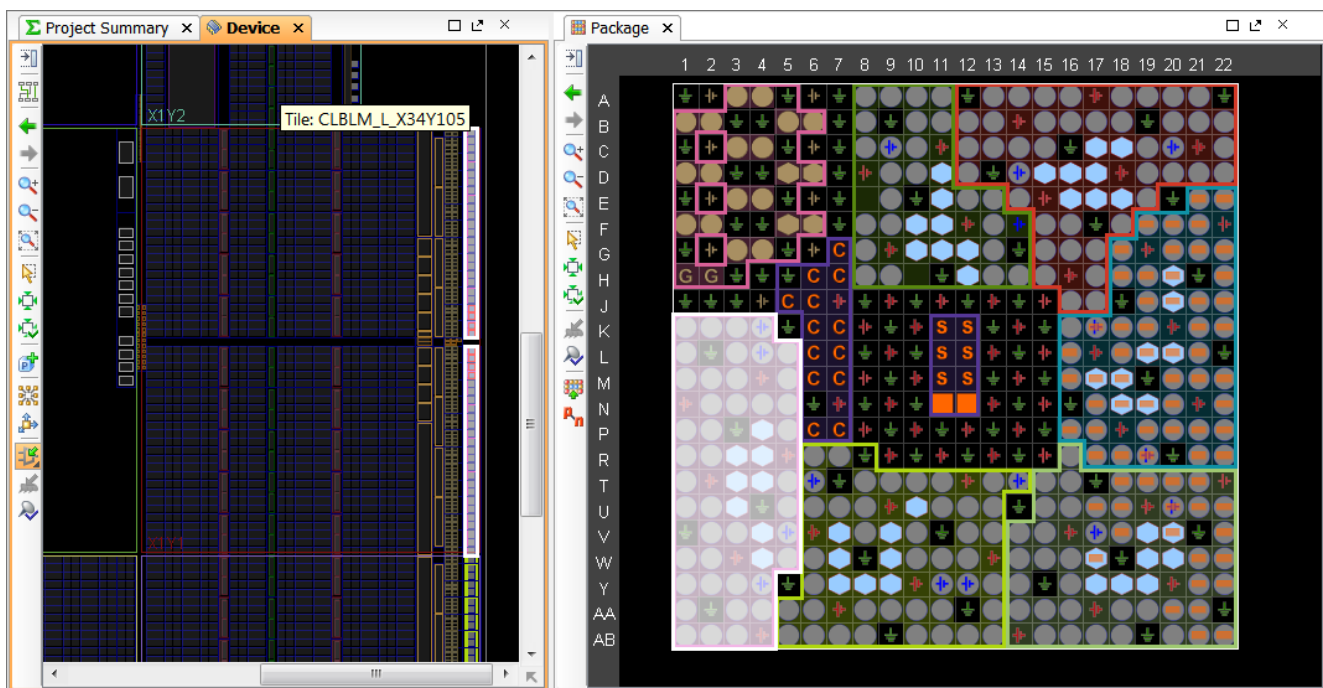 Project Summary
Device
Package
X1Y2
Tile: CLBLM_L_X34Y105
X1Y1
1 2 3 4 5 6 7 8 9 10 11 12 13 14 15 16 17 18 19 20 21 22
A
B
C
D
E
F
G C
H G G C C
J C C
K C C S S
L C C S S
M C C S S
N
P C C
R
T
U
V
W
Y
AA
AB